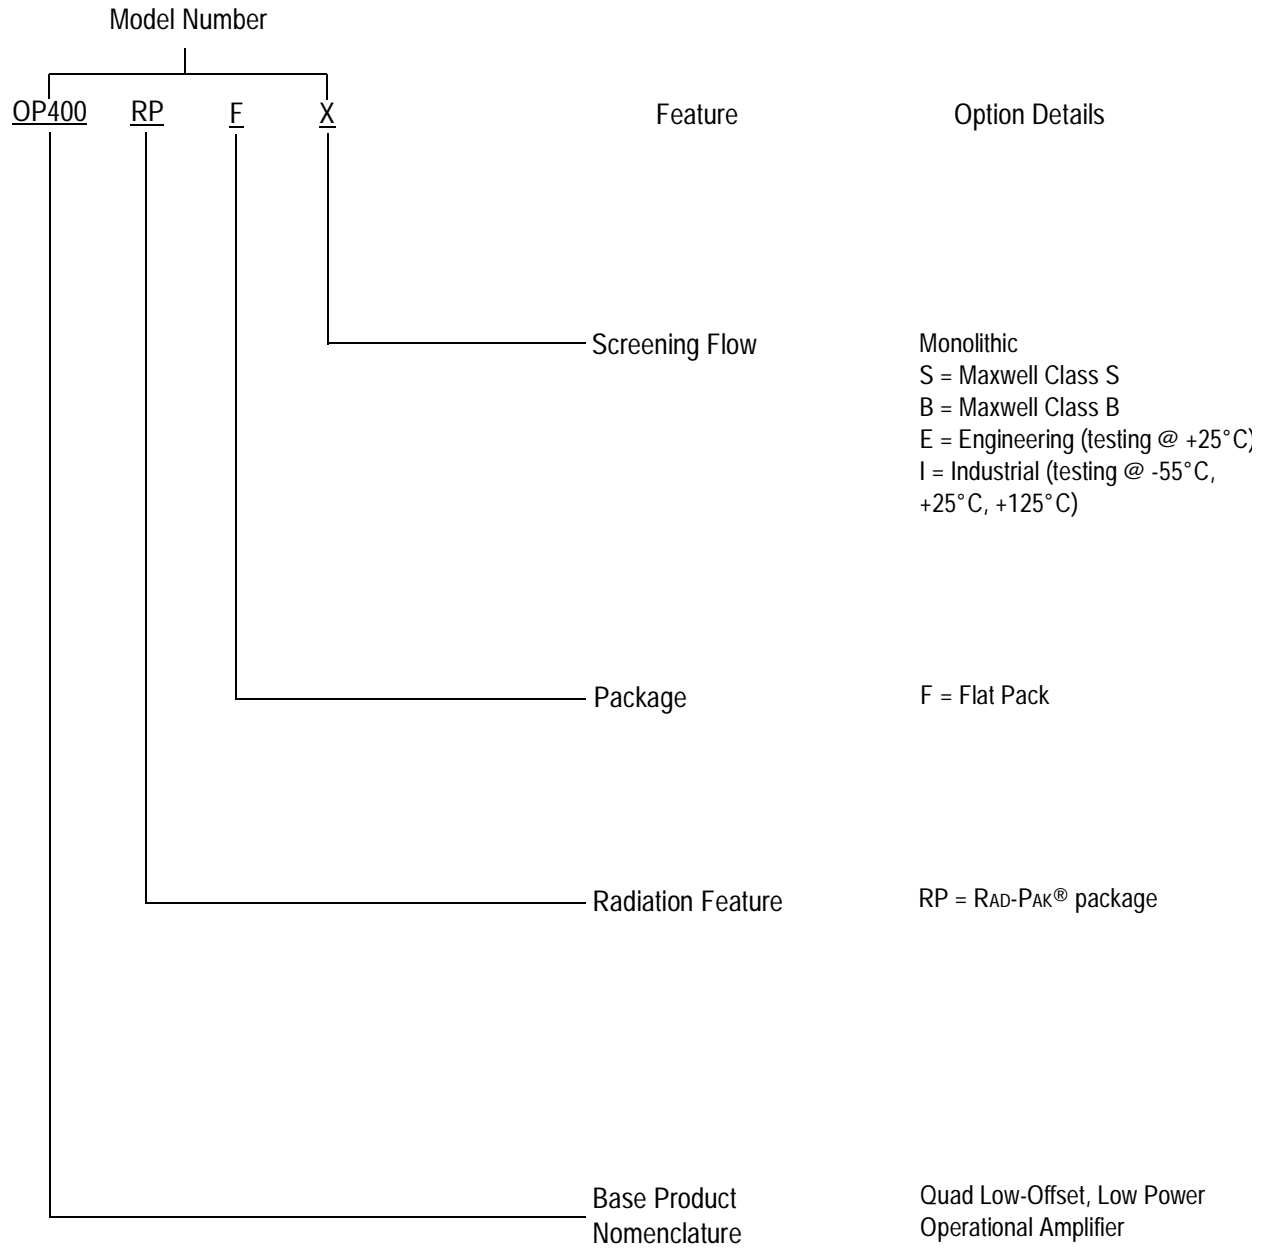 Model Number
OP400 RP F X Feature Option Details
Screening Flow Monolithic
S = Maxwell Class S
B = Maxwell Class B
E = Engineering (testing @ +25°C)
I = Industrial (testing @ -55°C,
+25°C, +125°C)
Package F = Flat Pack
Radiation Feature RP = RAD-PAK® package
Base Product Quad Low-Offset, Low Power
Nomenclature Operational Amplifier